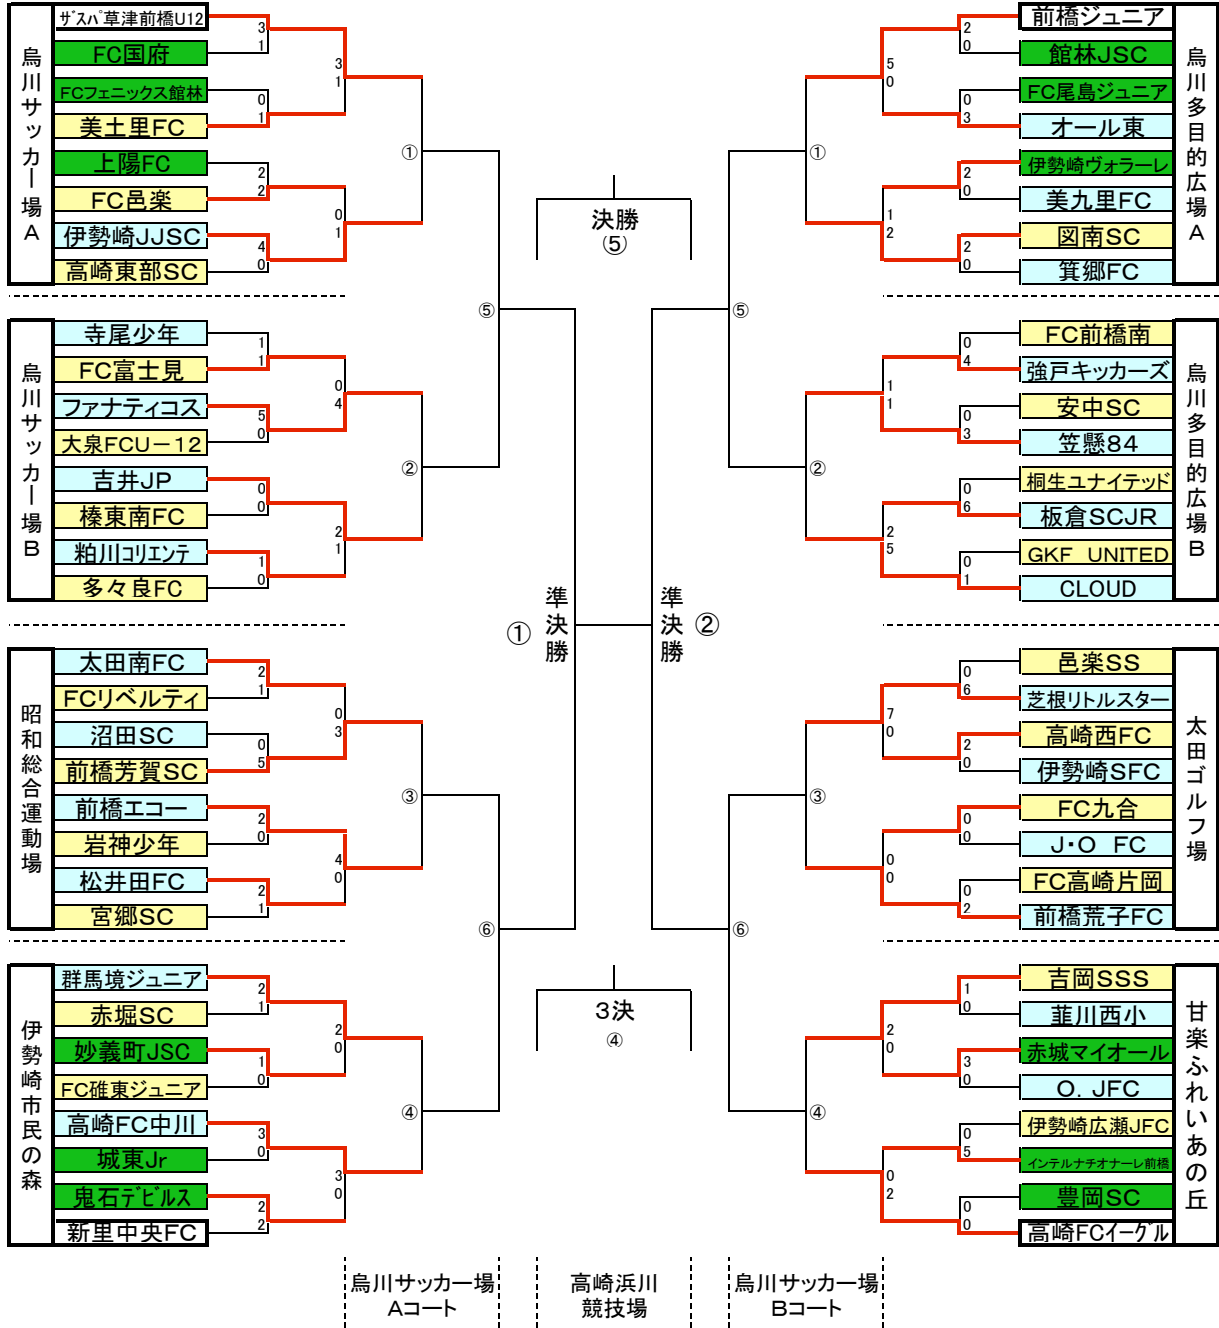 烏川サッカー場A
ザスパ草津前橋U12
3
1
FC国府
FCフェニックス館林
0
1
美土里FC
3
1
上陽FC
2
2
FC邑楽
伊勢崎JJSC
4
0
高崎東部SC
0
1
①
烏川サッカー場B
寺尾少年
1
1
FC富士見
ファナティコス
5
0
大泉FCU－12
0
4
吉井JP
0
0
榛東南FC
粕川コリエンテ
1
0
多々良FC
2
1
②
⑤
昭和総合運動場
太田南FC
2
1
FCリベルティ
沼田SC
0
5
前橋芳賀SC
0
3
前橋エコー
2
0
岩神少年
松井田FC
2
1
宮郷SC
4
0
③
伊勢崎市民の森
群馬境ジュニア
2
1
赤堀SC
妙義町JSC
1
0
FC碓東ジュニア
2
0
高崎FC中川
3
0
城東Jr
鬼石デビルス
2
2
新里中央FC
3
0
④
⑥
決勝
⑤
① 準決勝
準決勝 ②
3決
④
前橋ジュニア
2
0
館林JSC
FC尾島ジュニア
0
3
オール東
5
0
伊勢崎ヴォラーレ
2
0
美九里FC
図南SC
2
0
箕郷FC
1
2
①
烏川多目的広場A
FC前橋南
0
4
強戸キッカーズ
安中SC
0
3
笠懸84
1
1
桐生ユナイテッド
0
6
板倉SCJR
GKF UNITED
0
1
CLOUD
2
5
②
⑤
烏川多目的広場B
邑楽SS
0
6
芝根リトルスター
高崎西FC
2
0
伊勢崎SFC
7
0
FC九合
0
0
J・O FC
FC高崎片岡
0
2
前橋荒子FC
0
0
③
太田ゴルフ場
吉岡SSS
1
0
韮川西小
赤城マイオール
3
0
O．JFC
2
0
伊勢崎広瀬JFC
0
5
インテルナチオナーレ前橋
豊岡SC
0
0
高崎FCイーグル
0
2
④
⑥
甘楽ふれいあの丘
烏川サッカー場
Aコート
高崎浜川
競技場
烏川サッカー場
Bコート